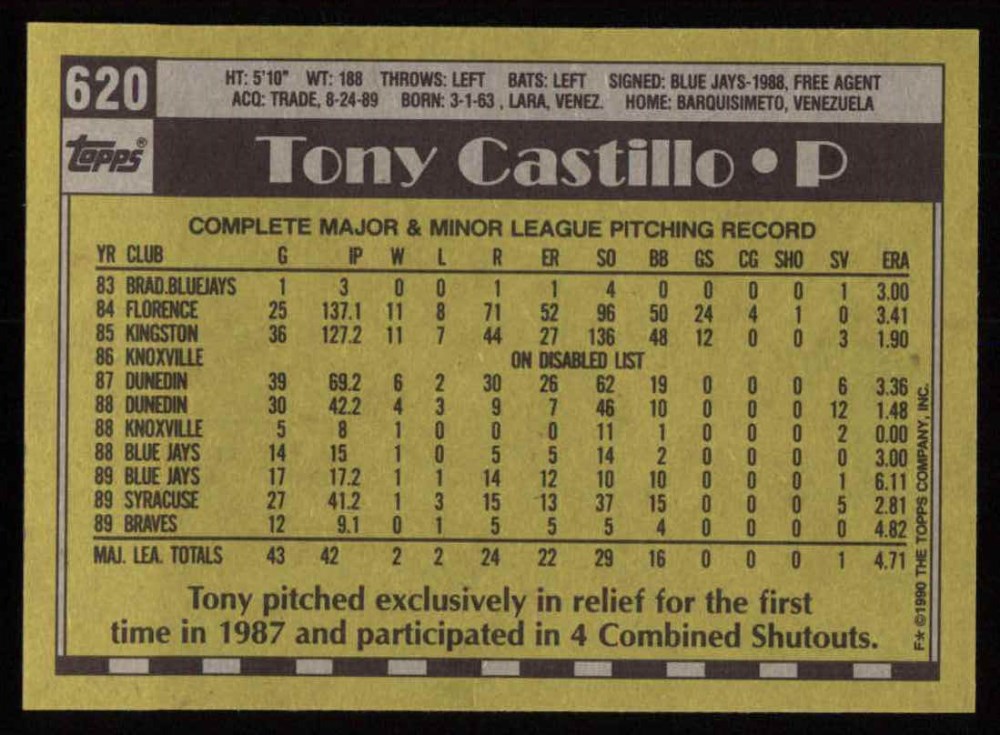 620
HT: 5'10" WT: 188 THROWS: LEFT BATS: LEFT SIGNED: BLUE JAYS-1988, FREE AGENT
ACQ: TRADE, 8-24-89 BORN: 3-1-63 , LARA, VENEZ. HOME: BARQUISIMETO, VENEZUELA
topps®
Tony Castillo • P
COMPLETE MAJOR & MINOR LEAGUE PITCHING RECORD
YR CLUB G IP W L R ER SO BB GS CG SHO SV ERA
83 BRAD.BLUEJAYS 1 3 0 0 1 1 4 0 0 0 0 1 3.00
84 FLORENCE 25 137.1 11 8 71 52 96 50 24 4 1 0 3.41
85 KINGSTON 36 127.2 11 7 44 27 136 48 12 0 0 3 1.90
86 KNOXVILLE ON DISABLED LIST
87 DUNEDIN 39 69.2 6 2 30 26 62 19 0 0 0 6 3.36
88 DUNEDIN 30 42.2 4 3 9 7 46 10 0 0 0 12 1.48
88 KNOXVILLE 5 8 1 0 0 0 11 1 0 0 0 2 0.00
88 BLUE JAYS 14 15 1 0 5 5 14 2 0 0 0 0 3.00
89 BLUE JAYS 17 17.2 1 1 14 12 10 10 0 0 0 1 6.11
89 SYRACUSE 27 41.2 1 3 15 13 37 15 0 0 0 5 2.81
89 BRAVES 12 9.1 0 1 5 5 5 4 0 0 0 0 4.82
MAJ. LEA. TOTALS 43 42 2 2 24 22 29 16 0 0 0 1 4.71
Tony pitched exclusively in relief for the first
time in 1987 and participated in 4 Combined Shutouts.
F* ©1990 THE TOPPS COMPANY, INC.